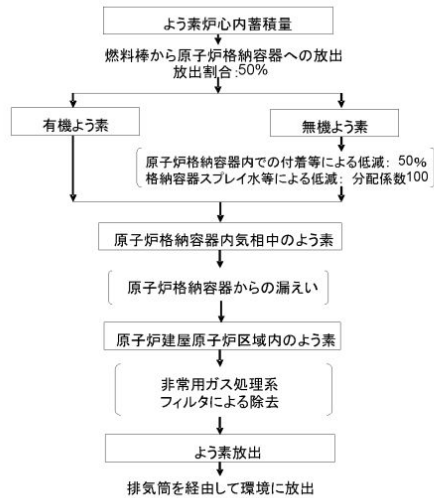 よう素炉心内蓄積量
燃料棒から原子炉格納容器への放出
放出割合:50%
有機よう素
無機よう素
原子炉格納容器内での付着等による低減: 50%
格納容器スプレイ水等による低減: 分配係数100
原子炉格納容器内気相中のよう素
原子炉格納容器からの漏えい
原子炉建屋原子炉区域内のよう素
非常用ガス処理系
フィルタによる除去
よう素放出
排気筒を経由して環境に放出